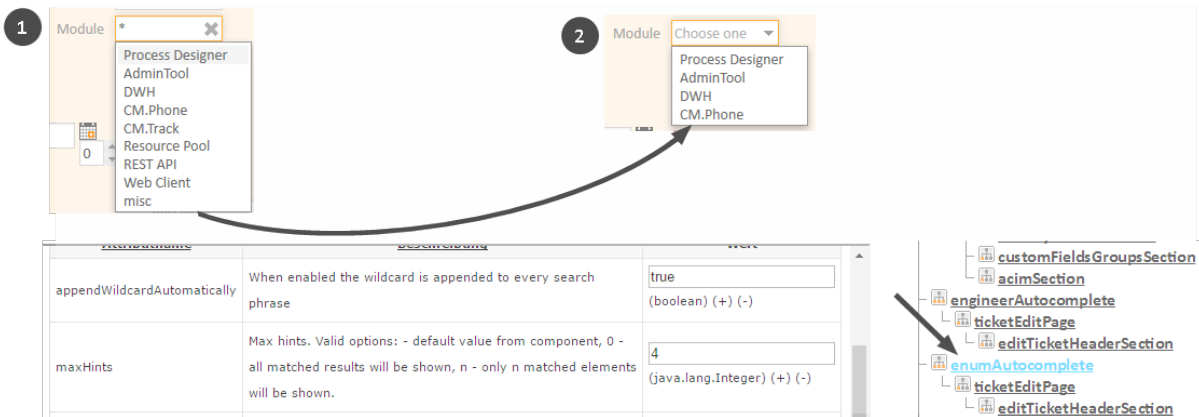 1
Module *
Process Designer
AdminTool
DWH
CM.Phone
CM.Track
Resource Pool
REST API
Web Client
misc
0
2
Module Choose one
Process Designer
AdminTool
DWH
CM.Phone
Attributname Beschreibung Wert
appendWildcardAutomatically
When enabled the wildcard is appended to every search
phrase
true
(boolean) (+) (-)
maxHints
Max hints. Valid options: - default value from component, 0 -
all matched results will be shown, n - only n matched elements
will be shown.
4
(java.lang.Integer) (+) (-)
customFieldsGroupsSection
acimSection
engineerAutocomplete
ticketEditPage
editTicketHeaderSection
enumAutocomplete
ticketEditPage
editTicketHeaderSection